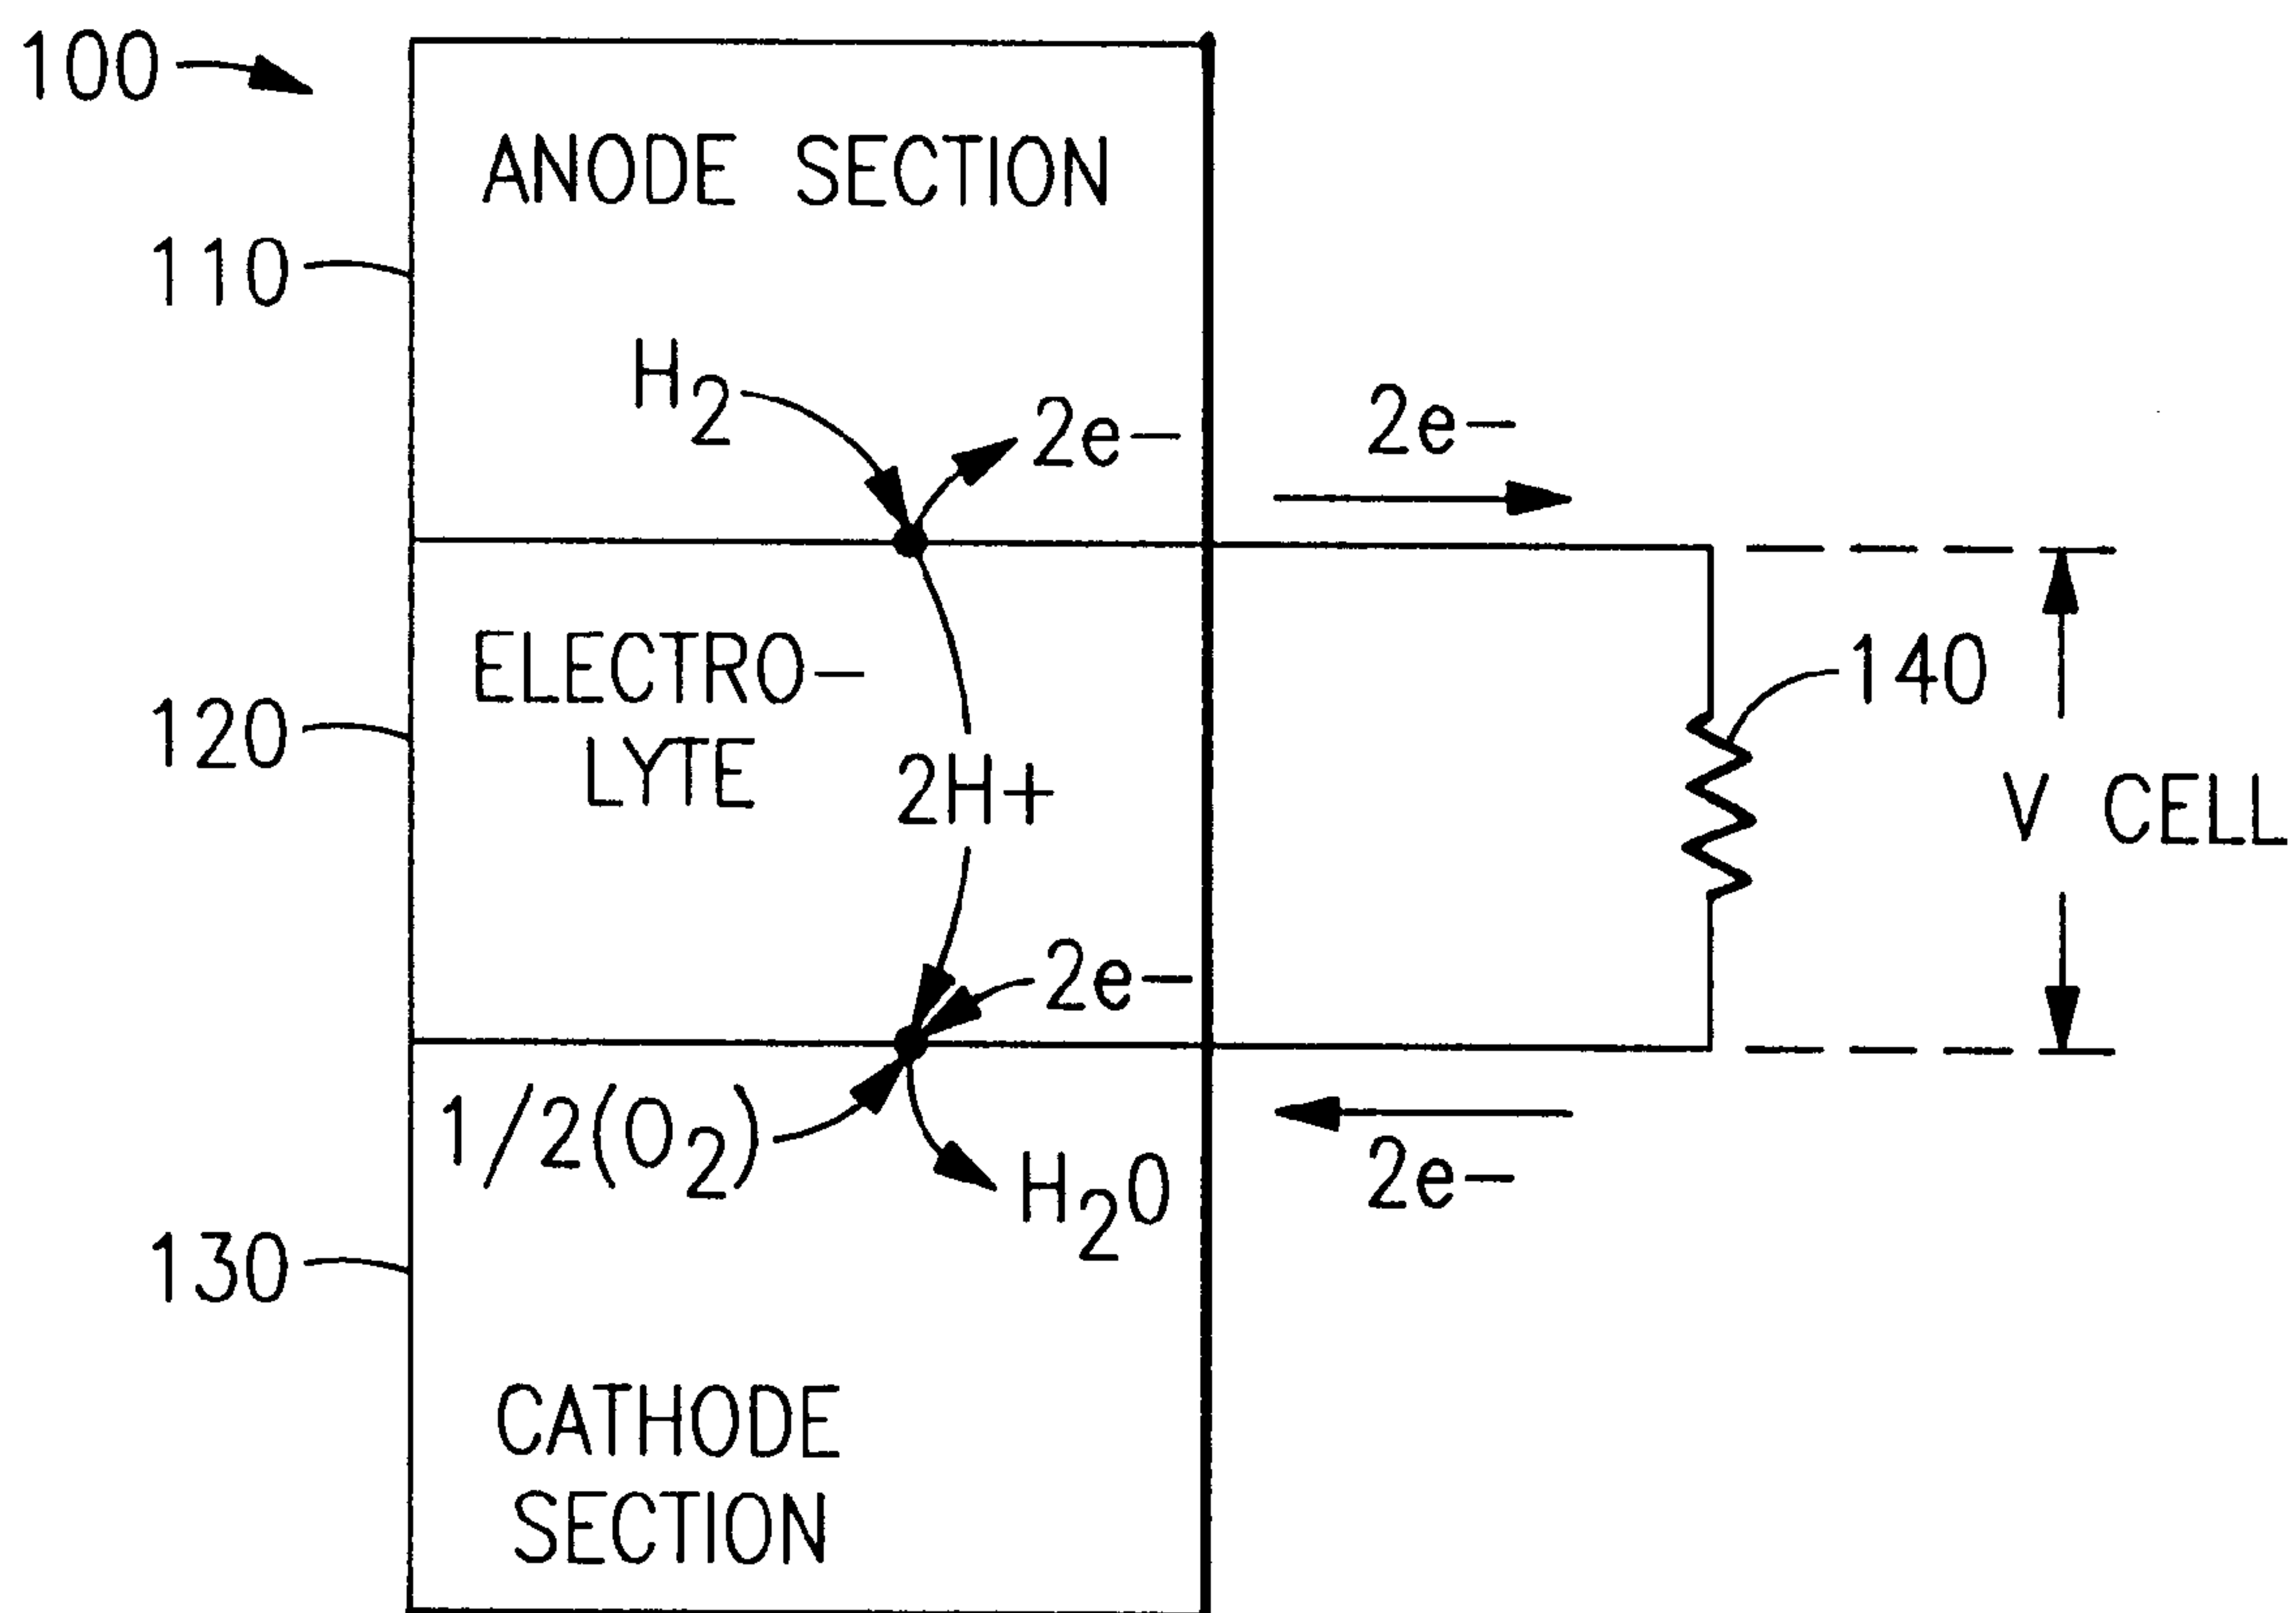 100
ANODE SECTION
110
H2
2e-
2e-
ELECTRO-
LYTE
120
140
2H+
V CELL
2e-
1/2(O2)
H2O
2e-
130
CATHODE
SECTION